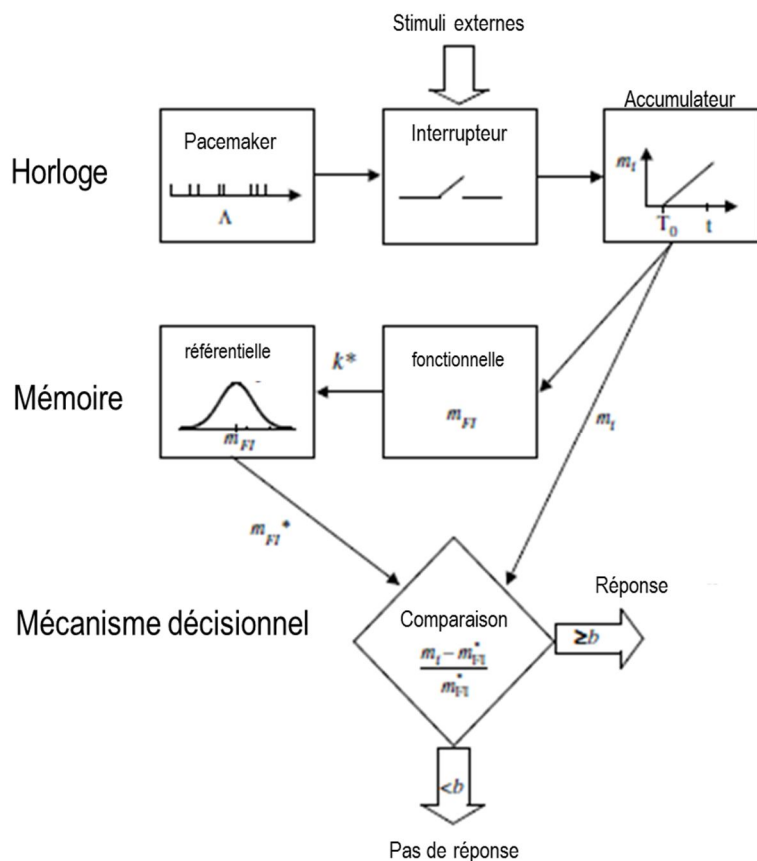 Stimuli externes
Horloge
Pacemaker
Λ
Interrupteur
Accumulateur
m_t
T_0 t
Mémoire
référentielle
m_FI
k*
fonctionnelle
m_FI
m_t
m_FI*
Mécanisme décisionnel
Comparaison
m_t − m*_FI
m*_FI
≥b
Réponse
<b
Pas de réponse